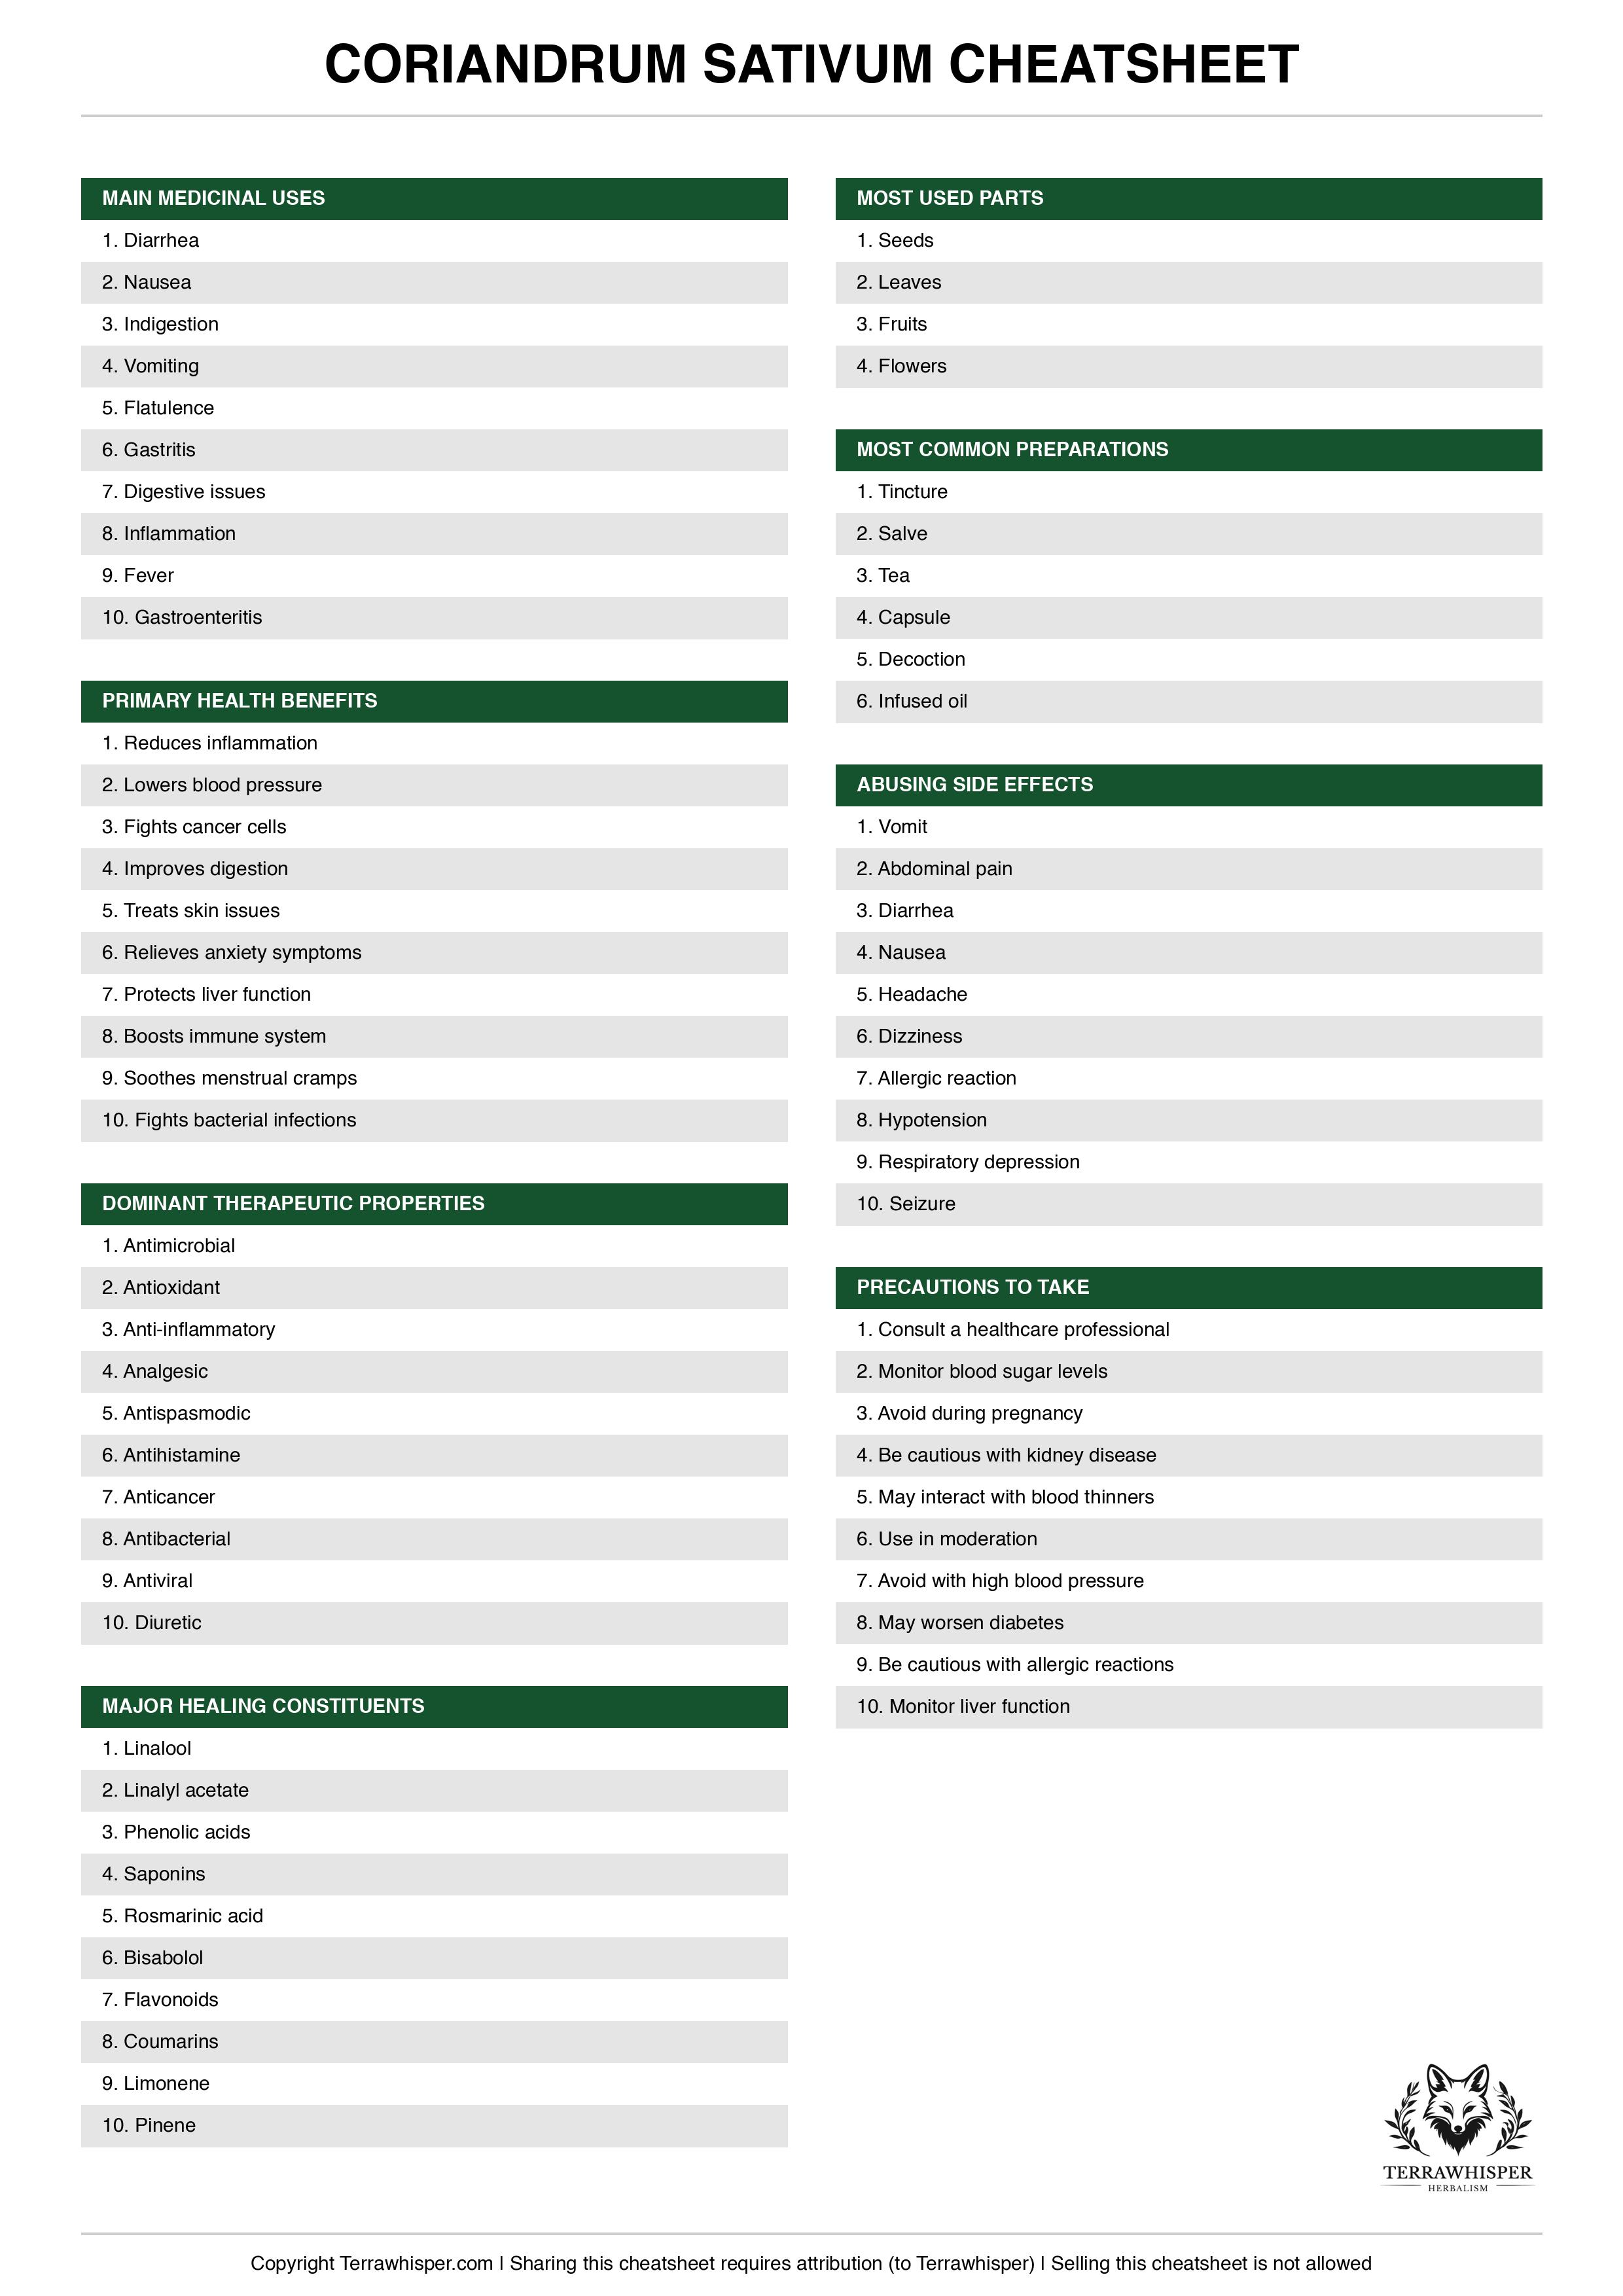 CORIANDRUM SATIVUM CHEATSHEET
MAIN MEDICINAL USES
1. Diarrhea
2. Nausea
3. Indigestion
4. Vomiting
5. Flatulence
6. Gastritis
7. Digestive issues
8. Inflammation
9. Fever
10. Gastroenteritis
PRIMARY HEALTH BENEFITS
1. Reduces inflammation
2. Lowers blood pressure
3. Fights cancer cells
4. Improves digestion
5. Treats skin issues
6. Relieves anxiety symptoms
7. Protects liver function
8. Boosts immune system
9. Soothes menstrual cramps
10. Fights bacterial infections
DOMINANT THERAPEUTIC PROPERTIES
1. Antimicrobial
2. Antioxidant
3. Anti-inflammatory
4. Analgesic
5. Antispasmodic
6. Antihistamine
7. Anticancer
8. Antibacterial
9. Antiviral
10. Diuretic
MAJOR HEALING CONSTITUENTS
1. Linalool
2. Linalyl acetate
3. Phenolic acids
4. Saponins
5. Rosmarinic acid
6. Bisabolol
7. Flavonoids
8. Coumarins
9. Limonene
10. Pinene
MOST USED PARTS
1. Seeds
2. Leaves
3. Fruits
4. Flowers
MOST COMMON PREPARATIONS
1. Tincture
2. Salve
3. Tea
4. Capsule
5. Decoction
6. Infused oil
ABUSING SIDE EFFECTS
1. Vomit
2. Abdominal pain
3. Diarrhea
4. Nausea
5. Headache
6. Dizziness
7. Allergic reaction
8. Hypotension
9. Respiratory depression
10. Seizure
PRECAUTIONS TO TAKE
1. Consult a healthcare professional
2. Monitor blood sugar levels
3. Avoid during pregnancy
4. Be cautious with kidney disease
5. May interact with blood thinners
6. Use in moderation
7. Avoid with high blood pressure
8. May worsen diabetes
9. Be cautious with allergic reactions
10. Monitor liver function
TERRAWHISPER
HERBALISM
Copyright Terrawhisper.com | Sharing this cheatsheet requires attribution (to Terrawhisper) | Selling this cheatsheet is not allowed